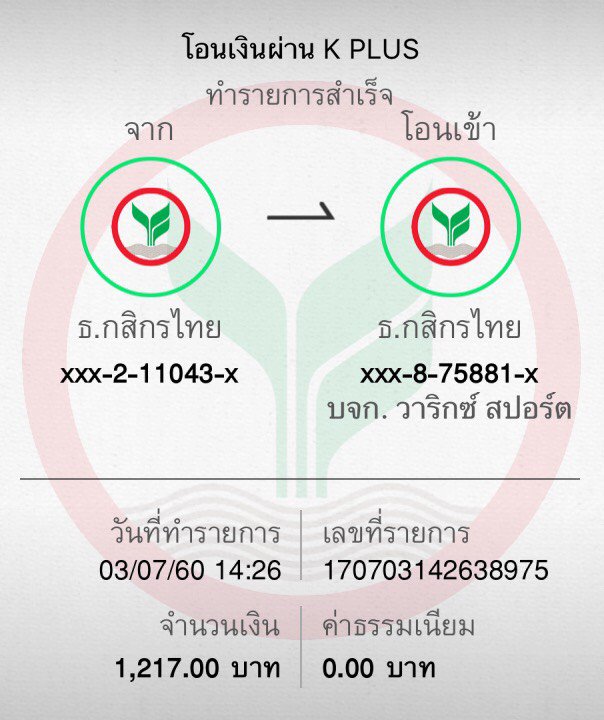 โอนเงินผ่าน K PLUS
ทำรายการสำเร็จ
จาก
โอนเข้า
ธ.กสิกรไทย
ธ.กสิกรไทย
xxx-2-11043-x
xxx-8-75881-x
บจก. วาริกซ์ สปอร์ต
วันที่ทำรายการ
เลขที่รายการ
03/07/60 14:26
170703142638975
จำนวนเงิน
ค่าธรรมเนียม
1,217.00 บาท
0.00 บาท